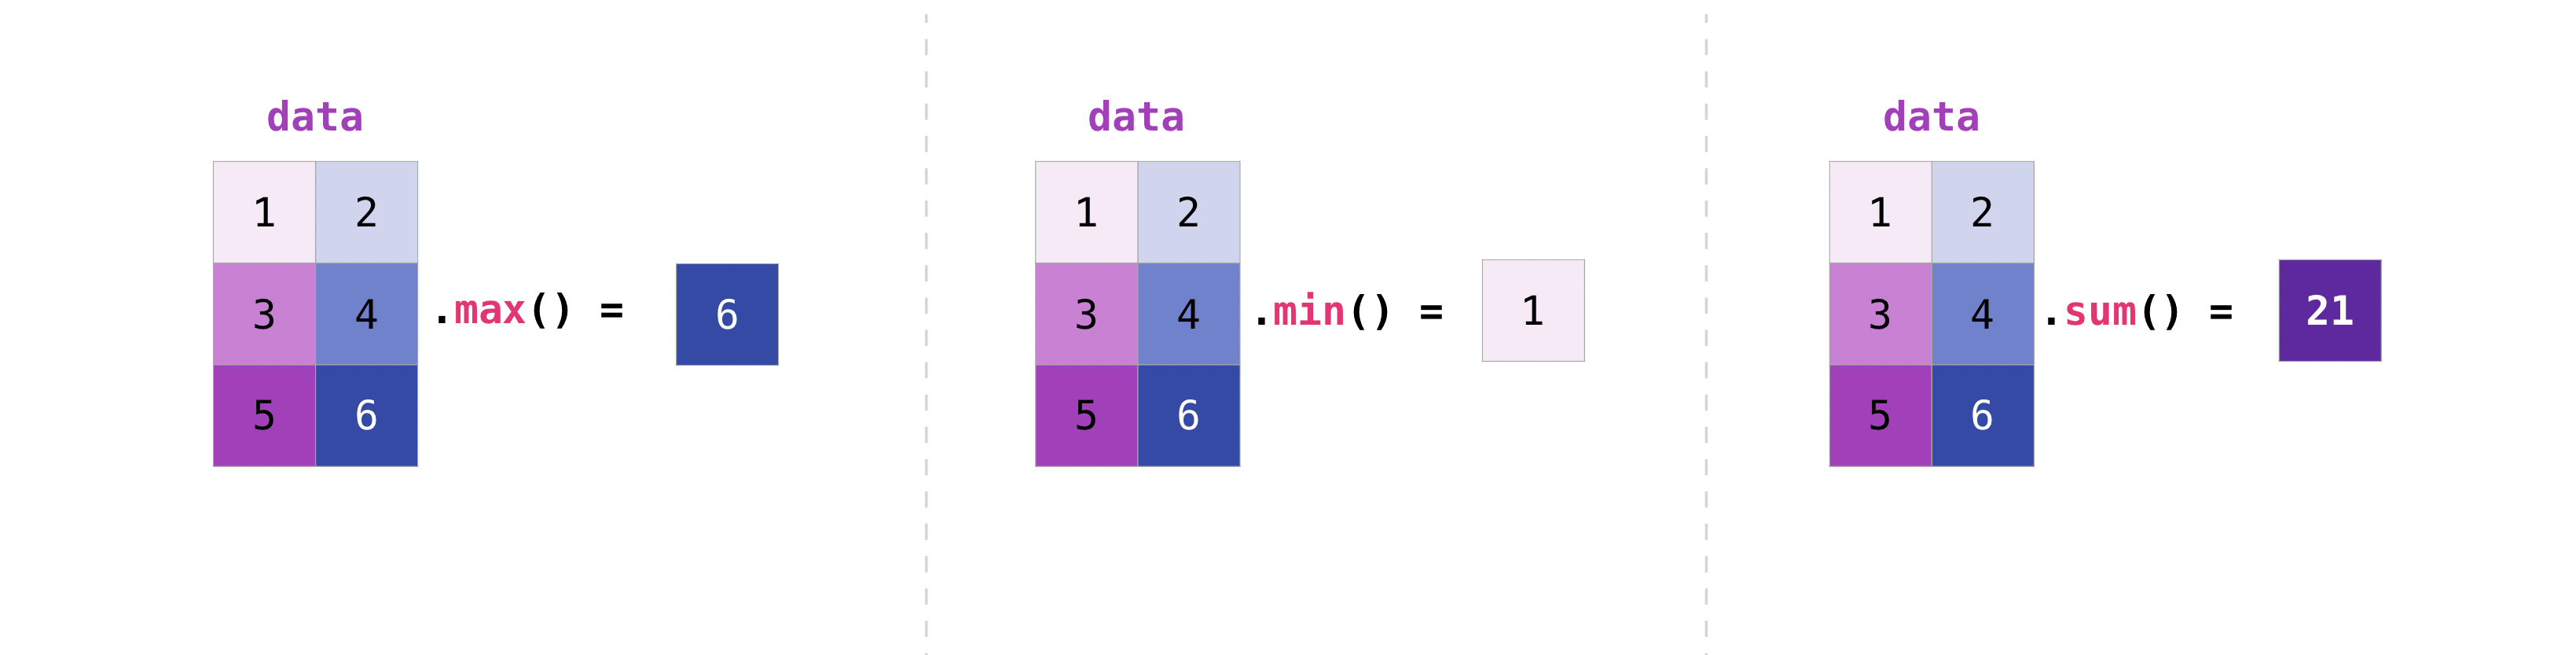 data
1 2
3 4
5 6
.max() = 6
data
1 2
3 4
5 6
.min() = 1
data
1 2
3 4
5 6
.sum() = 21